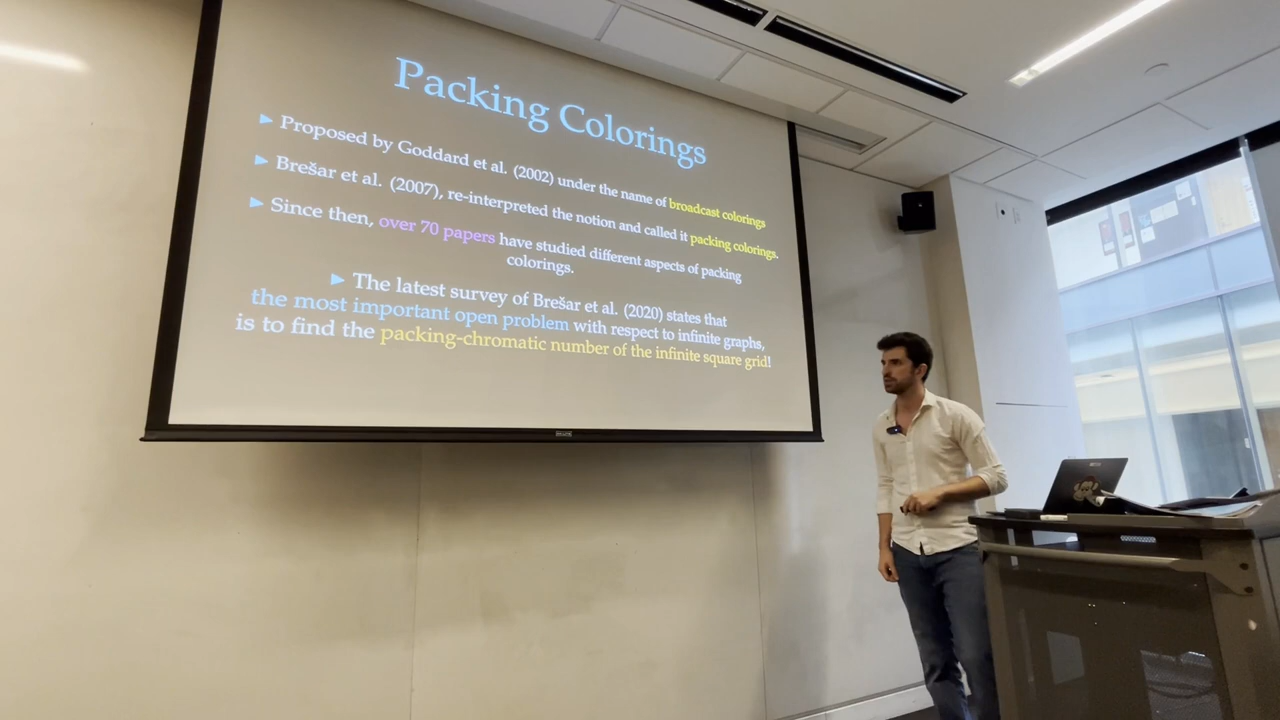 Packing Colorings
► Proposed by Goddard et al. (2002) under the name of broadcast colorings
► Brešar et al. (2007), re-interpreted the notion and called it packing colorings.
► Since then, over 70 papers have studied different aspects of packing
colorings.
► The latest survey of Brešar et al. (2020) states that
the most important open problem with respect to infinite graphs,
is to find the packing-chromatic number of the infinite square grid!